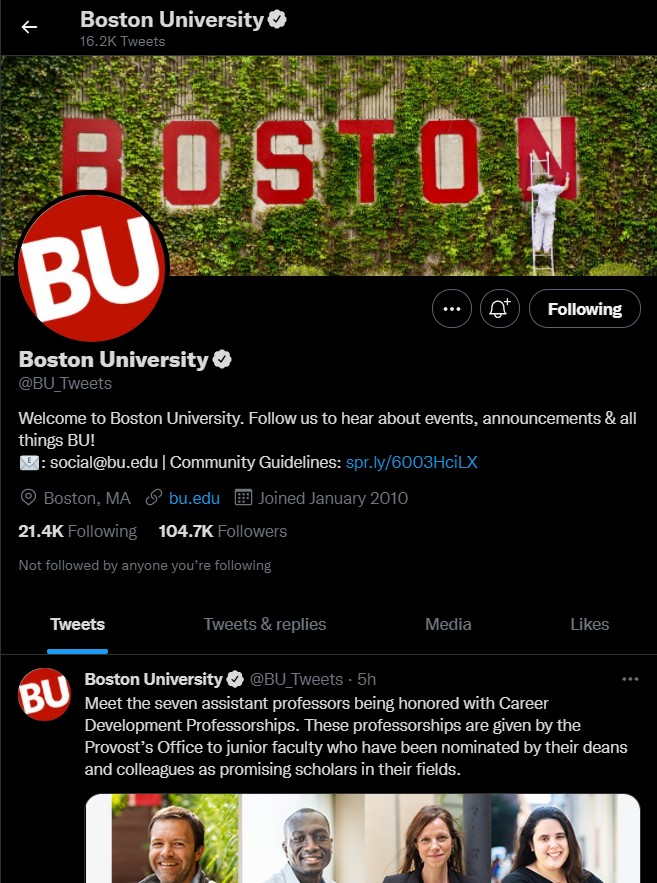 Boston University
16.2K Tweets
BOSTON
BU
Following
Boston University
@BU_Tweets
Welcome to Boston University. Follow us to hear about events, announcements & all
things BU!
📧: social@bu.edu | Community Guidelines: spr.ly/6003HciLX
Boston, MA bu.edu Joined January 2010
21.4K Following 104.7K Followers
Not followed by anyone you’re following
Tweets Tweets & replies Media Likes
BU
Boston University @BU_Tweets · 5h
Meet the seven assistant professors being honored with Career
Development Professorships. These professorships are given by the
Provost’s Office to junior faculty who have been nominated by their deans
and colleagues as promising scholars in their fields.